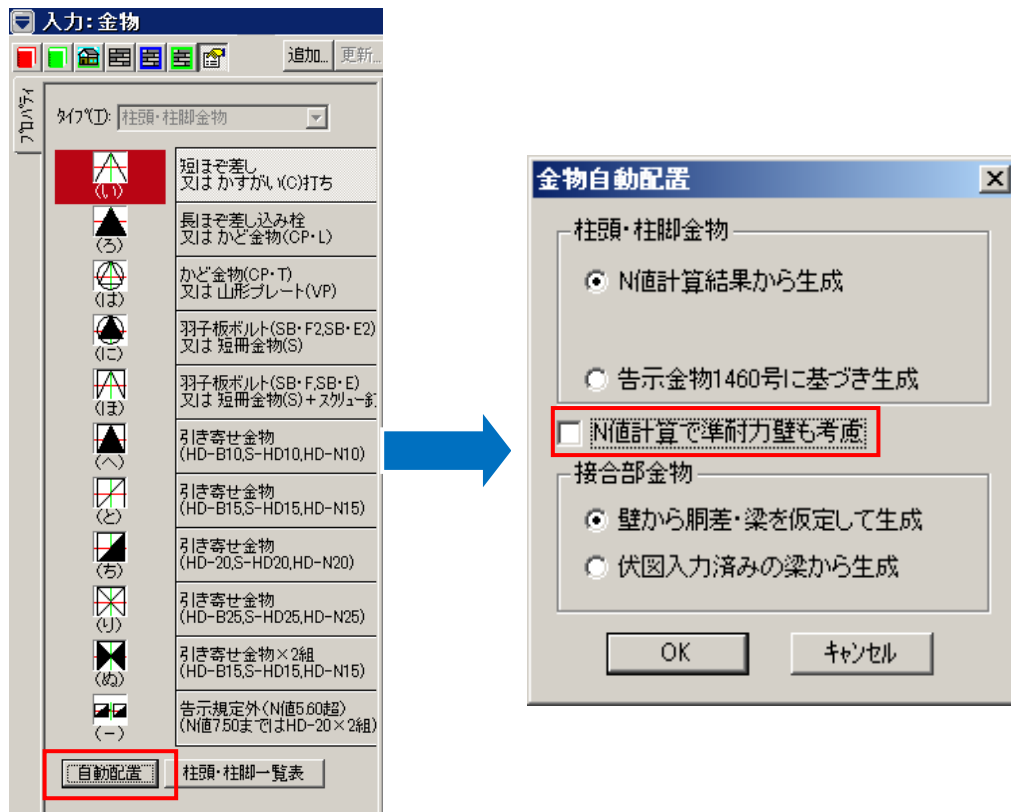 入力:金物
追加...
更新...
プロパティ
タイプ(T):
柱頭・柱脚金物
(い)
短ほぞ差し
又は かすがい(C)打ち
(ろ)
長ほぞ差し込み栓
又は かど金物(CP・L)
(は)
かど金物(CP・T)
又は 山形プレート(VP)
(に)
羽子板ボルト(SB・F2,SB・E2)
又は 短冊金物(S)
(ほ)
羽子板ボルト(SB・F,SB・E)
又は 短冊金物(S)+スクリュー釘
(へ)
引き寄せ金物
(HD-B10,S-HD10,HD-N10)
(と)
引き寄せ金物
(HD-B15,S-HD15,HD-N15)
(ち)
引き寄せ金物
(HD-20,S-HD20,HD-N20)
(り)
引き寄せ金物
(HD-B25,S-HD25,HD-N25)
(ぬ)
引き寄せ金物×2組
(HD-B15,S-HD15,HD-N15)
(-)
告示規定外(N値5.60超)
(N値7.50まではHD-20×2組)
自動配置
柱頭・柱脚一覧表
金物自動配置
柱頭・柱脚金物
N値計算結果から生成
告示金物1460号に基づき生成
N値計算で準耐力壁も考慮
接合部金物
壁から胴差・梁を仮定して生成
伏図入力済みの梁から生成
OK
キャンセル